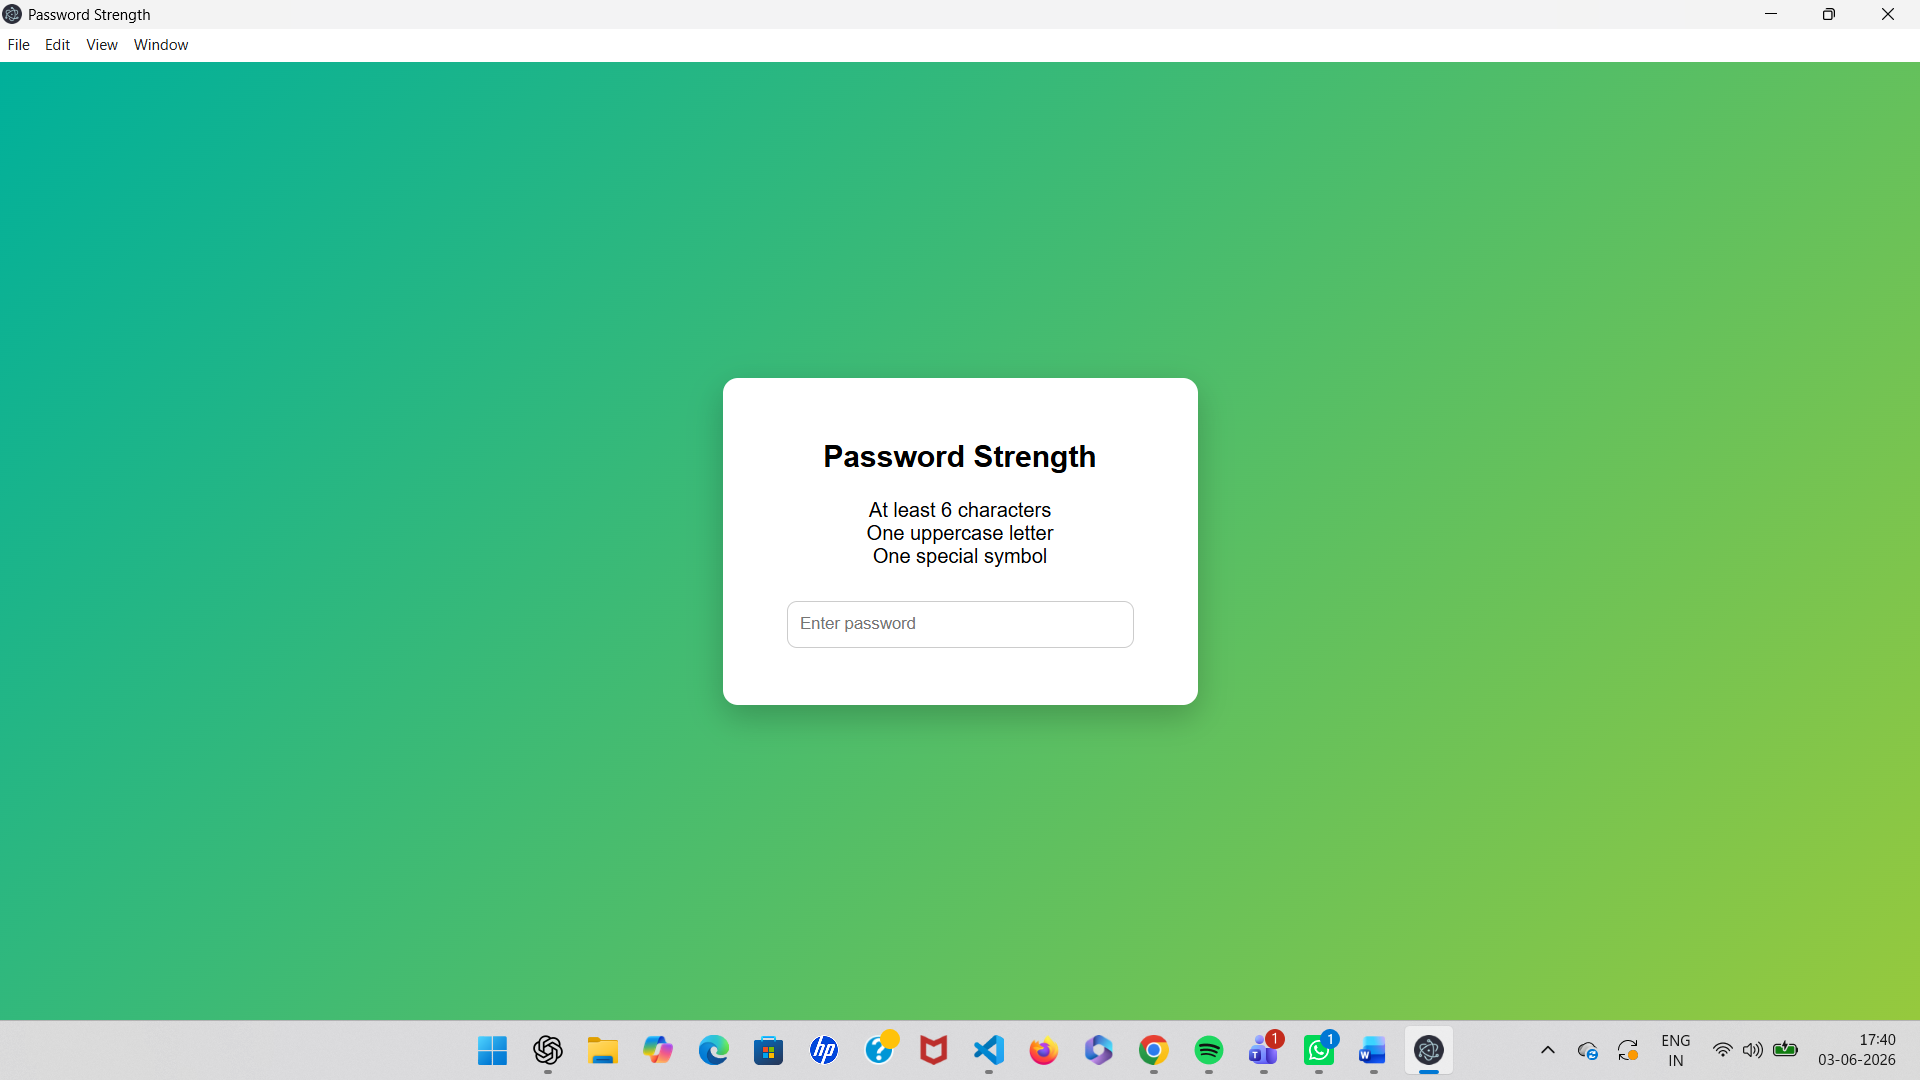 Password Strength
File Edit View Window
Password Strength
At least 6 characters
One uppercase letter
One special symbol
Enter password
hp
?
1
T
1
W
ENG
IN
17:40
03-06-2026